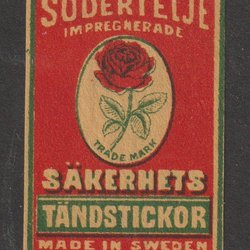 SÖDERTELJE
IMPREGNERADE
TRADE MARK
SÄKERHETS
TÄNDSTICKOR
MADE IN SWEDEN